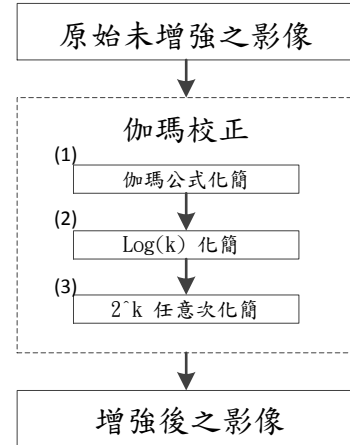 原始未增強之影像
伽瑪校正
(1)
伽瑪公式化簡
(2)
Log(k) 化簡
(3)
2^k 任意次化簡
增強後之影像